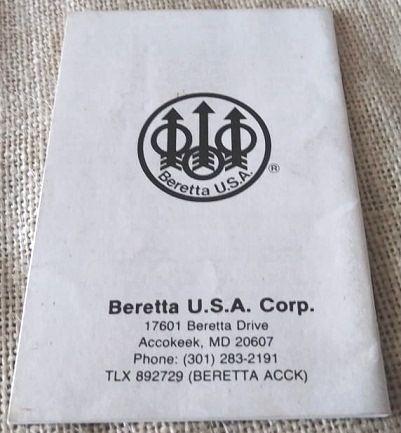 Beretta U.S.A.
®
Beretta U.S.A. Corp.
17601 Beretta Drive
Accokeek, MD 20607
Phone: (301) 283-2191
TLX 892729 (BERETTA ACCK)